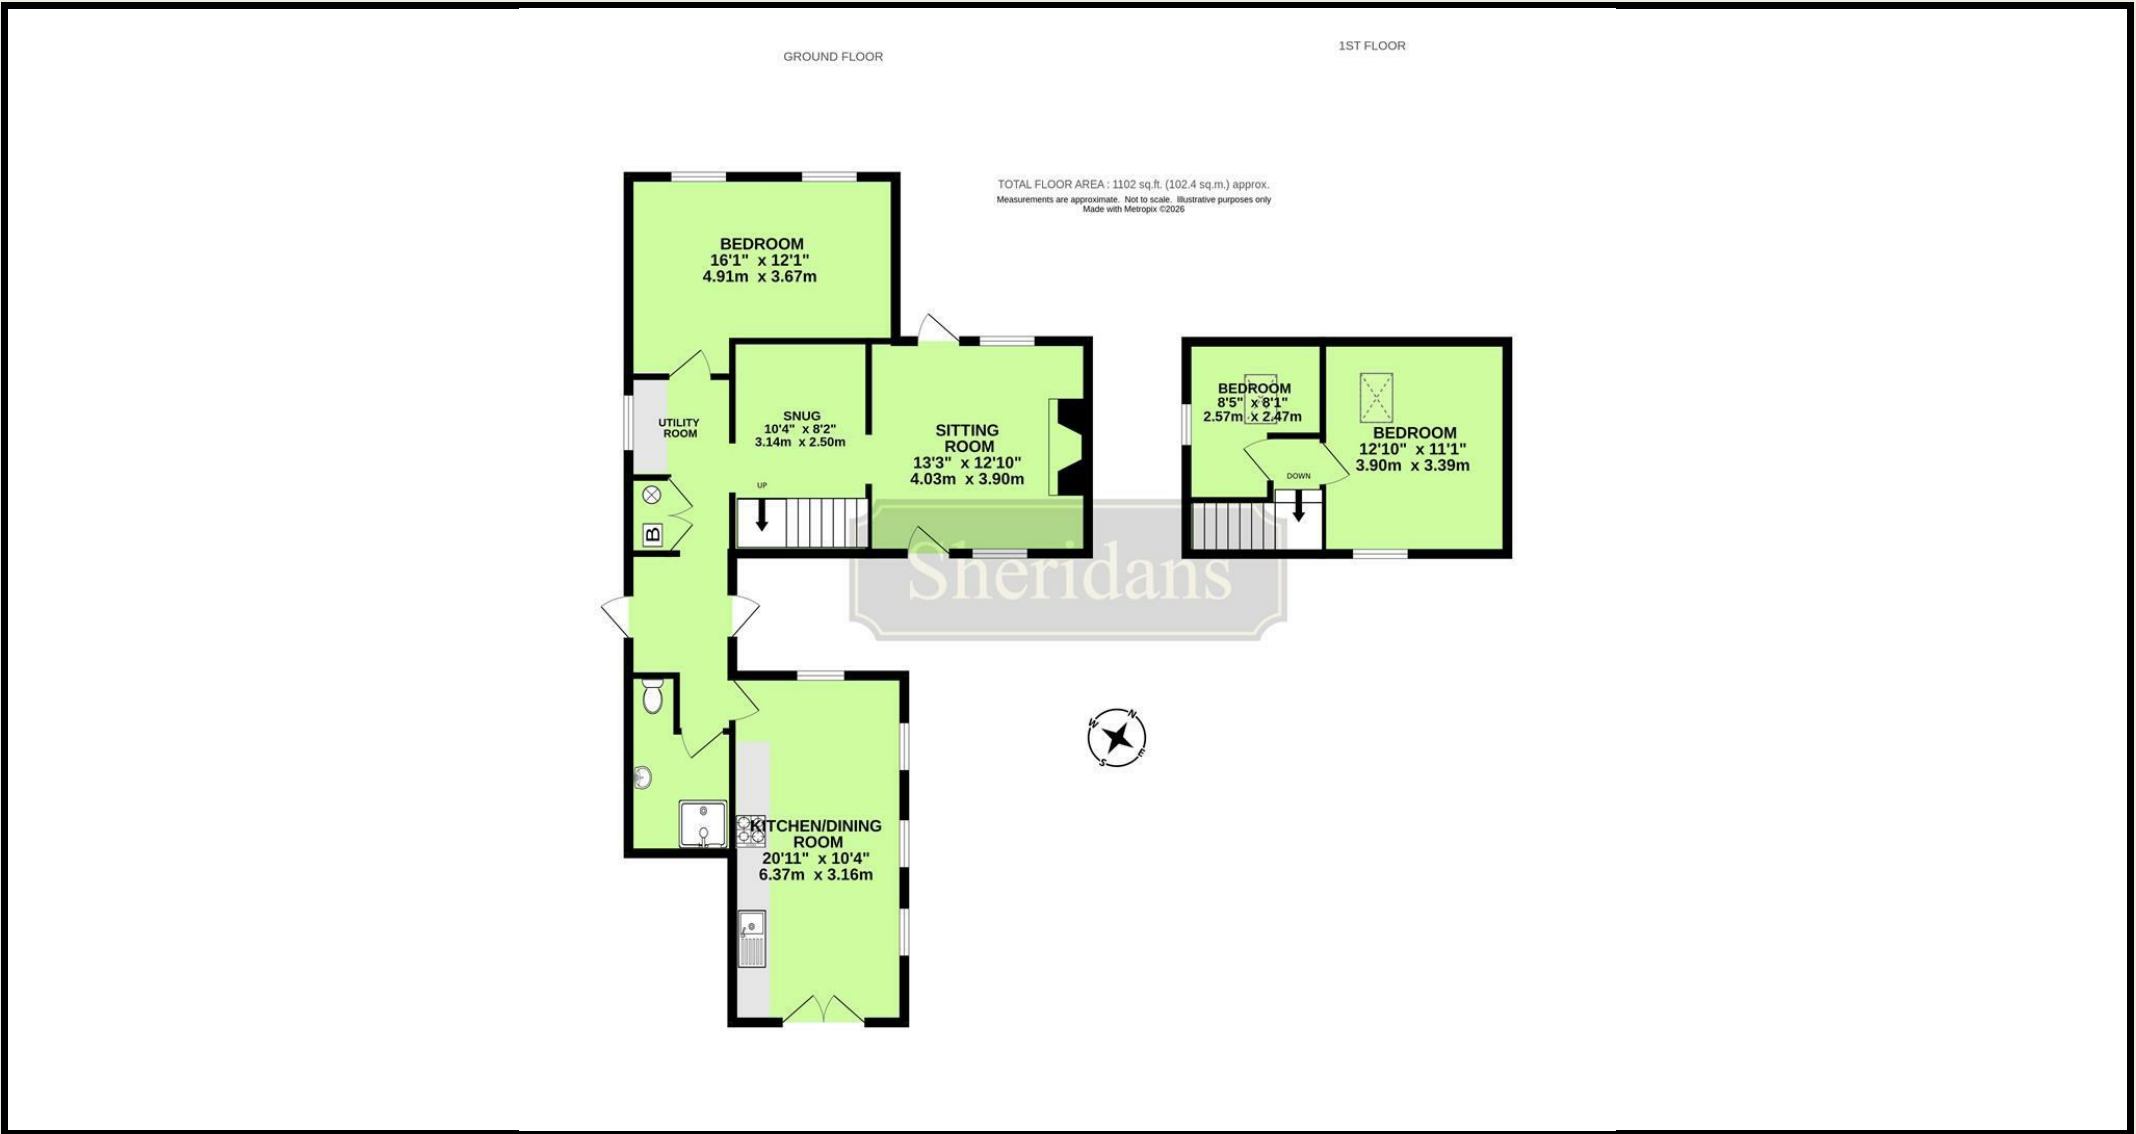 GROUND FLOOR
1ST FLOOR
TOTAL FLOOR AREA : 1102 sq.ft. (102.4 sq.m.) approx.
Measurements are approximate. Not to scale. Illustrative purposes only
Made with Metropix ©2026
BEDROOM
16'1" x 12'1"
4.91m x 3.67m
UTILITY
ROOM
SNUG
10'4" x 8'2"
3.14m x 2.50m
UP
SITTING
ROOM
13'3" x 12'10"
4.03m x 3.90m
B
BEDROOM
8'5" x 8'1"
2.57m x 2.47m
BEDROOM
12'10" x 11'1"
3.90m x 3.39m
DOWN
Sheridans
N
W
E
S
KITCHEN/DINING
ROOM
20'11" x 10'4"
6.37m x 3.16m